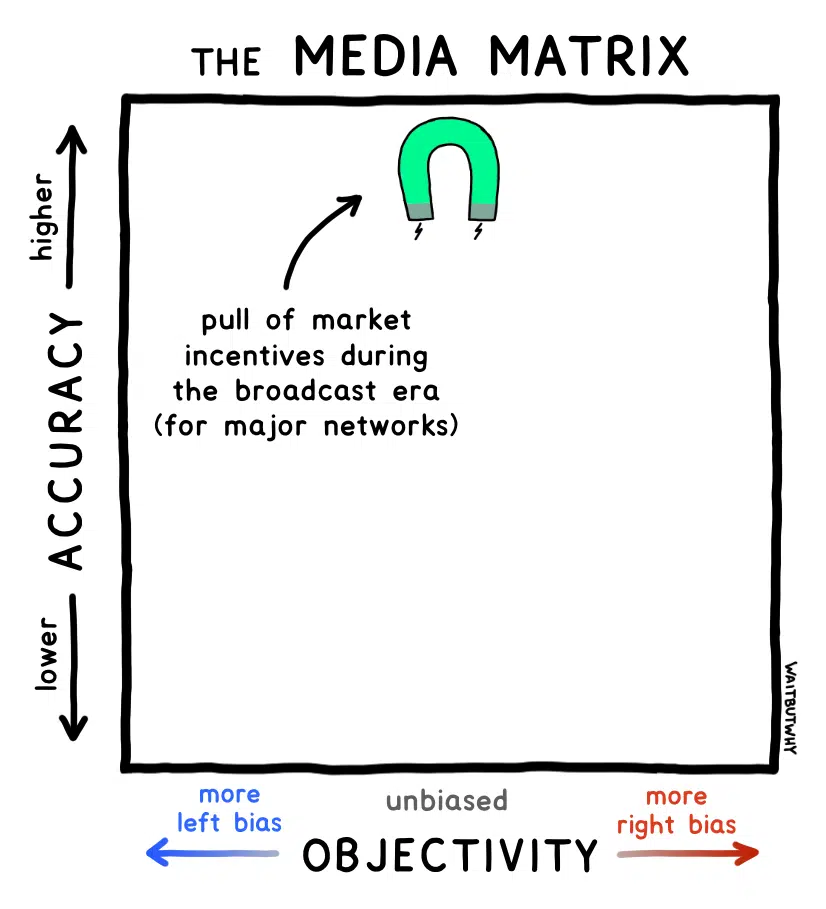 THE MEDIA MATRIX
higher
ACCURACY
lower
pull of market
incentives during
the broadcast era
(for major networks)
WAITBUTWHY
more
left bias
unbiased
more
right bias
OBJECTIVITY